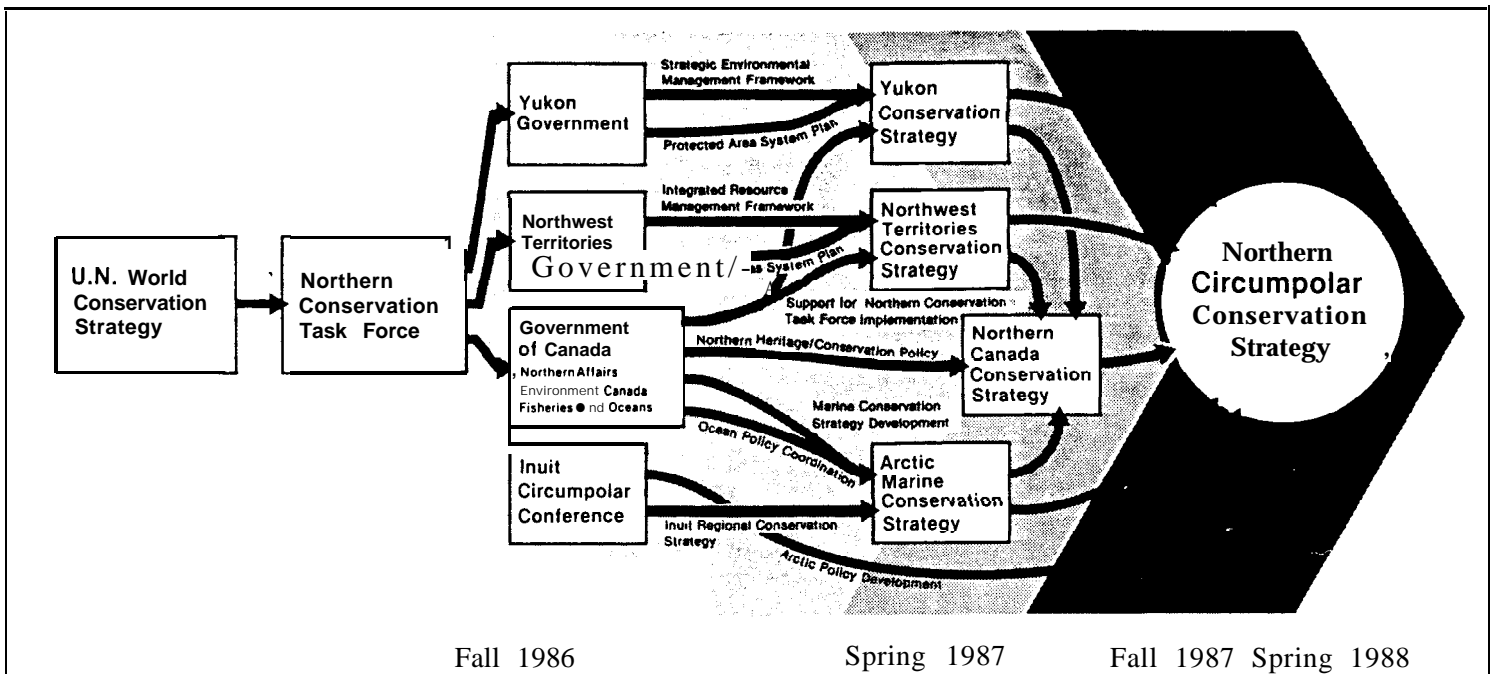 U.N. World
Conservation
Strategy
Northern
Conservation
Task Force
Yukon
Government
Northwest
Territories
Government/
Government
of Canada
Northern Affairs
Environment Canada
Fisheries ● nd Oceans
Inuit
Circumpolar
Conference
Strategic Environmental
Management Framework
Protected Area System Plan
Integrated Resource
Management Framework
System Plan
Support for Northern Conservation
Task Force Implementation
Northern Heritage/Conservation Policy
Marine Conservation
Strategy Development
Ocean Policy Coordination
Inuit Regional Conservation
Strategy
Arctic Policy Development
Yukon
Conservation
Strategy
Northwest
Territories
Conservation
Strategy
Northern
Canada
Conservation
Strategy
Arctic
Marine
Conservation
Strategy
Northern
Circumpolar
Conservation
Strategy
Fall 1986
Spring 1987
Fall 1987 Spring 1988